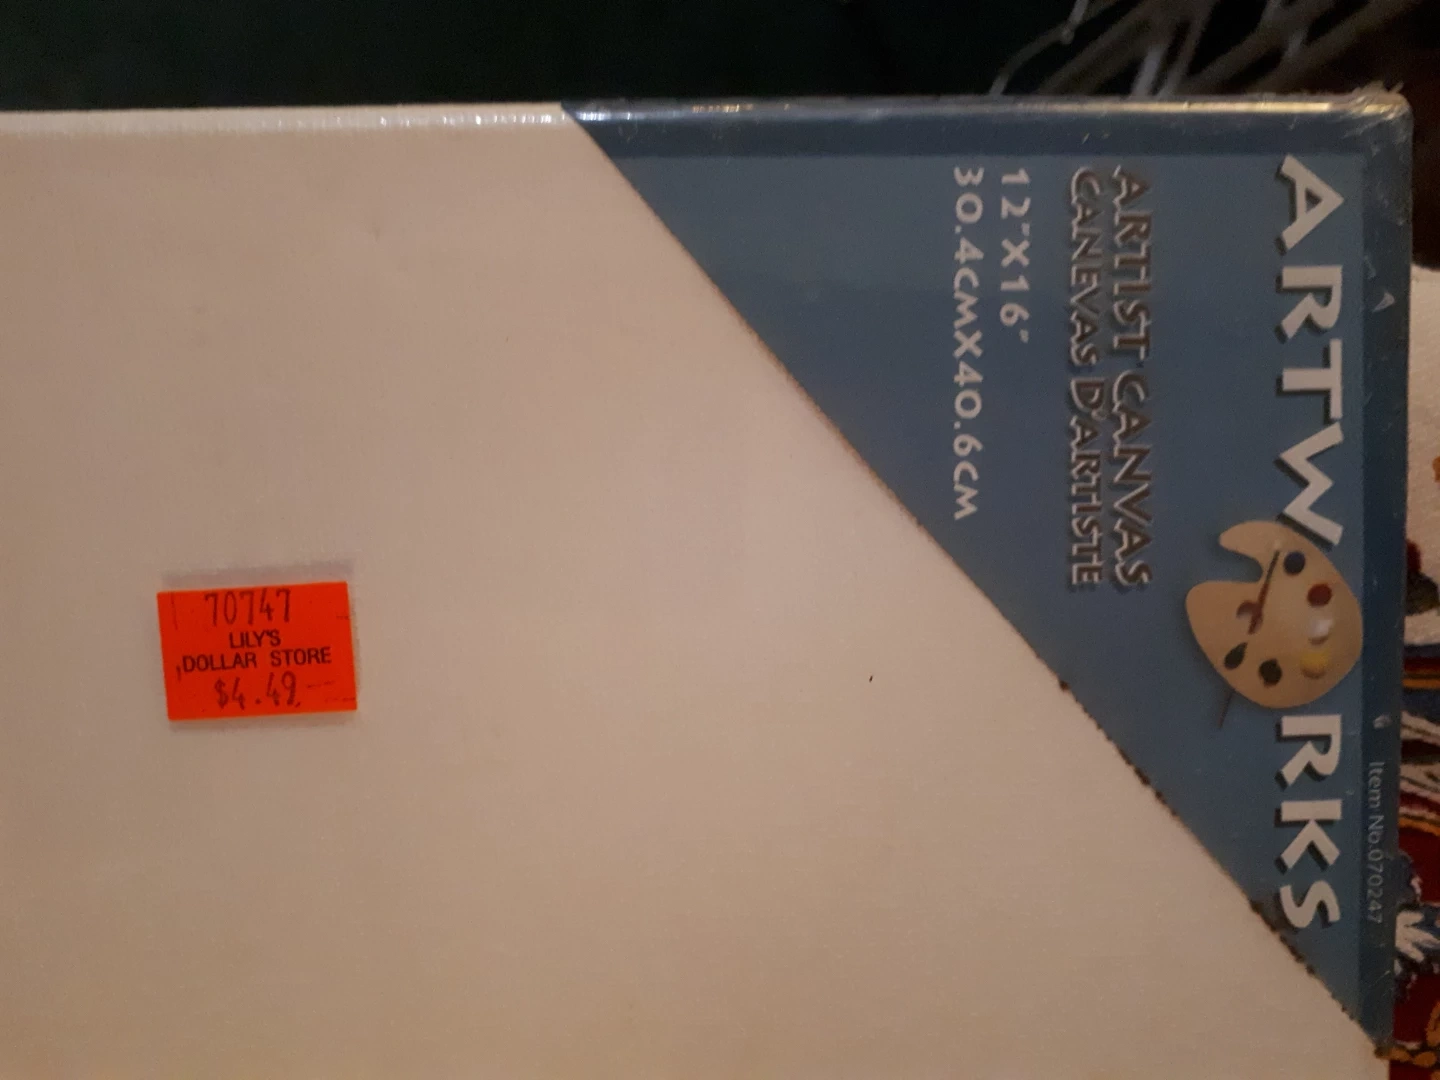 ARTWORKS
Item No.070247
ARTIST CANVAS
CANEVAS D'ARTISTE
12"X16"
30.4CMX40.6CM
70747
LILY'S
DOLLAR STORE
$4.49